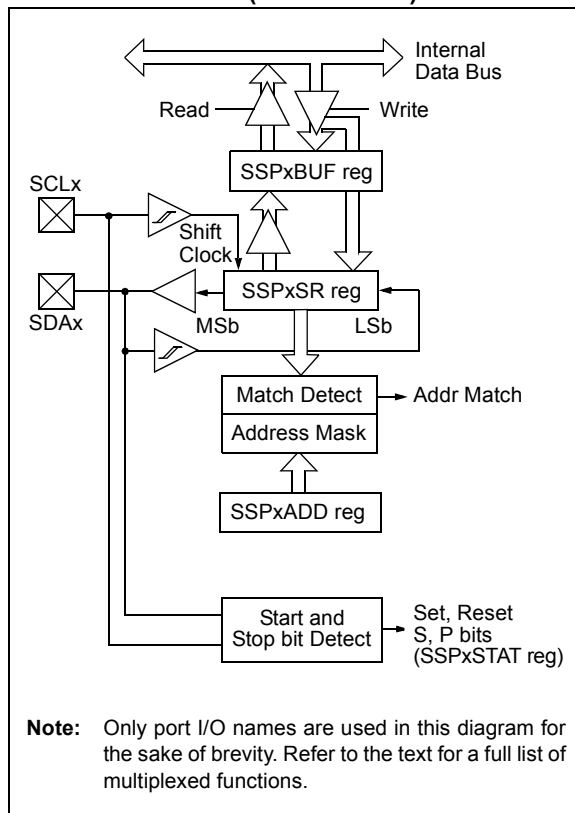 Internal
Data Bus
Read
Write
SSPxBUF reg
SCLx
Shift
Clock
SSPxSR reg
MSb
LSb
SDAx
Match Detect
Addr Match
Address Mask
SSPxADD reg
Start and
Stop bit Detect
Set, Reset
S, P bits
(SSPxSTAT reg)
Note: Only port I/O names are used in this diagram for
the sake of brevity. Refer to the text for a full list of
multiplexed functions.